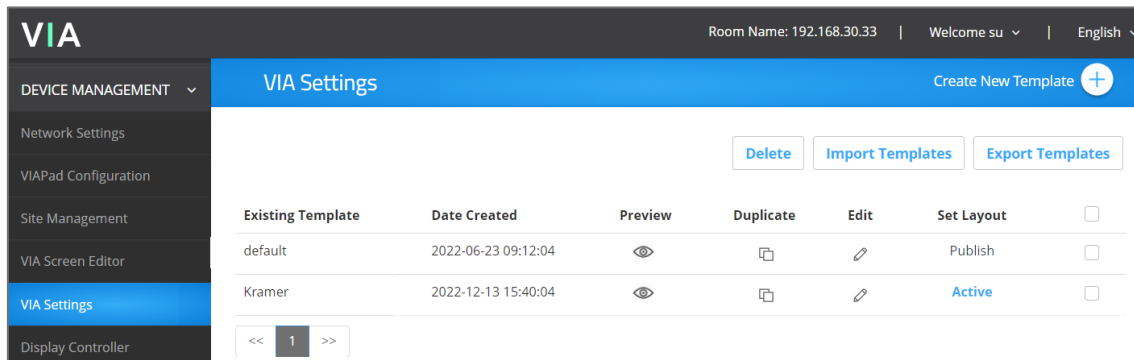 VIA
Room Name: 192.168.30.33 | Welcome su | English
DEVICE MANAGEMENT
VIA Settings
Create New Template +
Network Settings
Delete
Import Templates
Export Templates
VIAPad Configuration
Site Management
Existing Template Date Created Preview Duplicate Edit Set Layout
default 2022-06-23 09:12:04 Publish
VIA Screen Editor
VIA Settings
Kramer 2022-12-13 15:40:04 Active
<< 1 >>
Display Controller